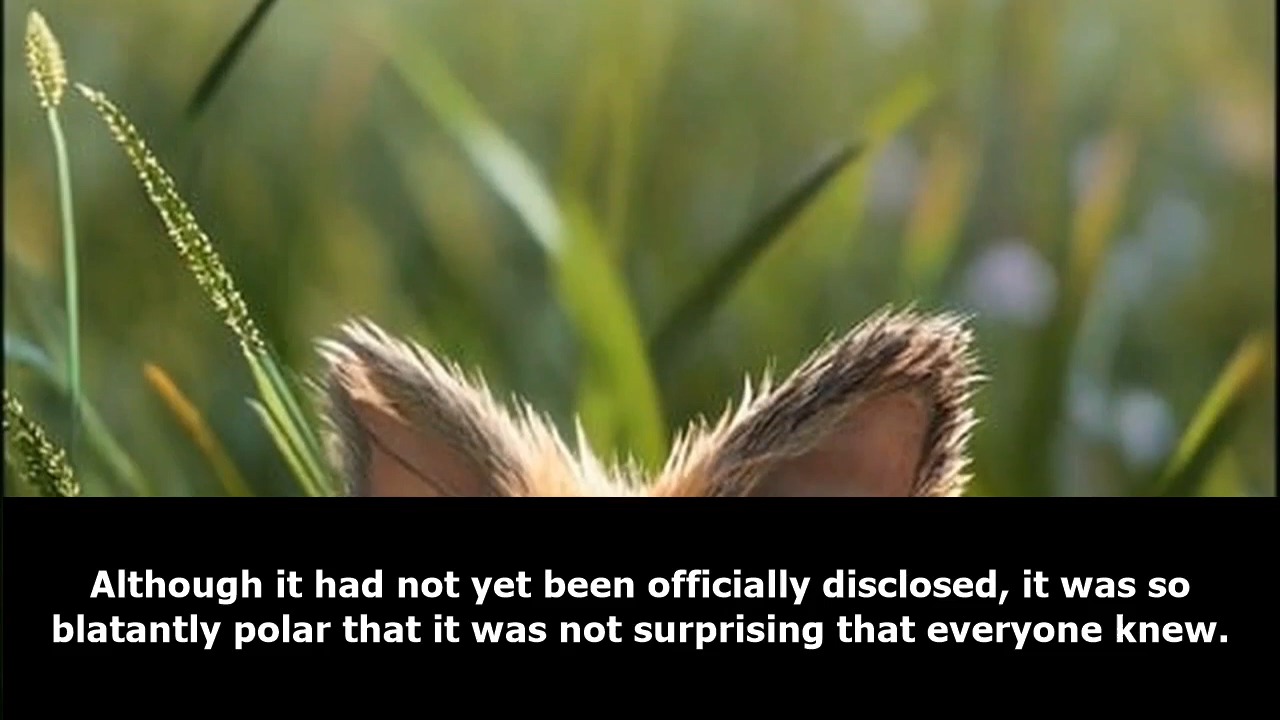 Although it had not yet been officially disclosed, it was so
blatantly polar that it was not surprising that everyone knew.